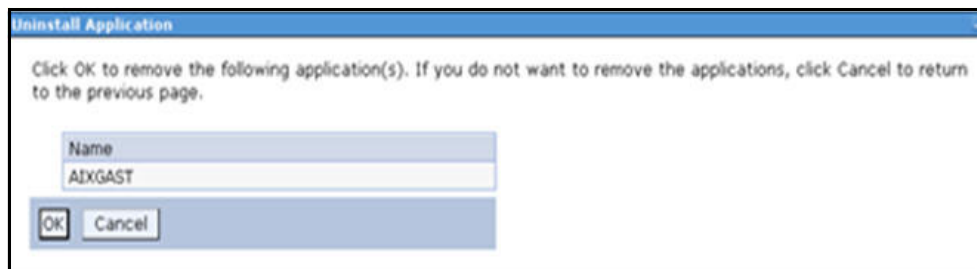 Uninstall Application
Click OK to remove the following application(s). If you do not want to remove the applications, click Cancel to return
to the previous page.
Name
AIXGAST
OK Cancel